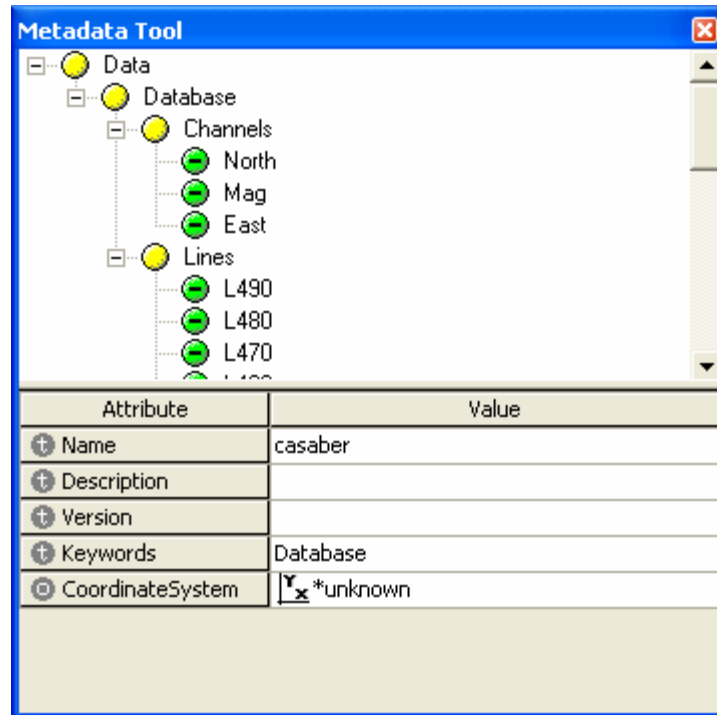 Metadata Tool
Data
Database
Channels
North
Mag
East
Lines
L490
L480
L470
Attribute Value
Name casaber
Description
Version
Keywords Database
CoordinateSystem Y X *unknown